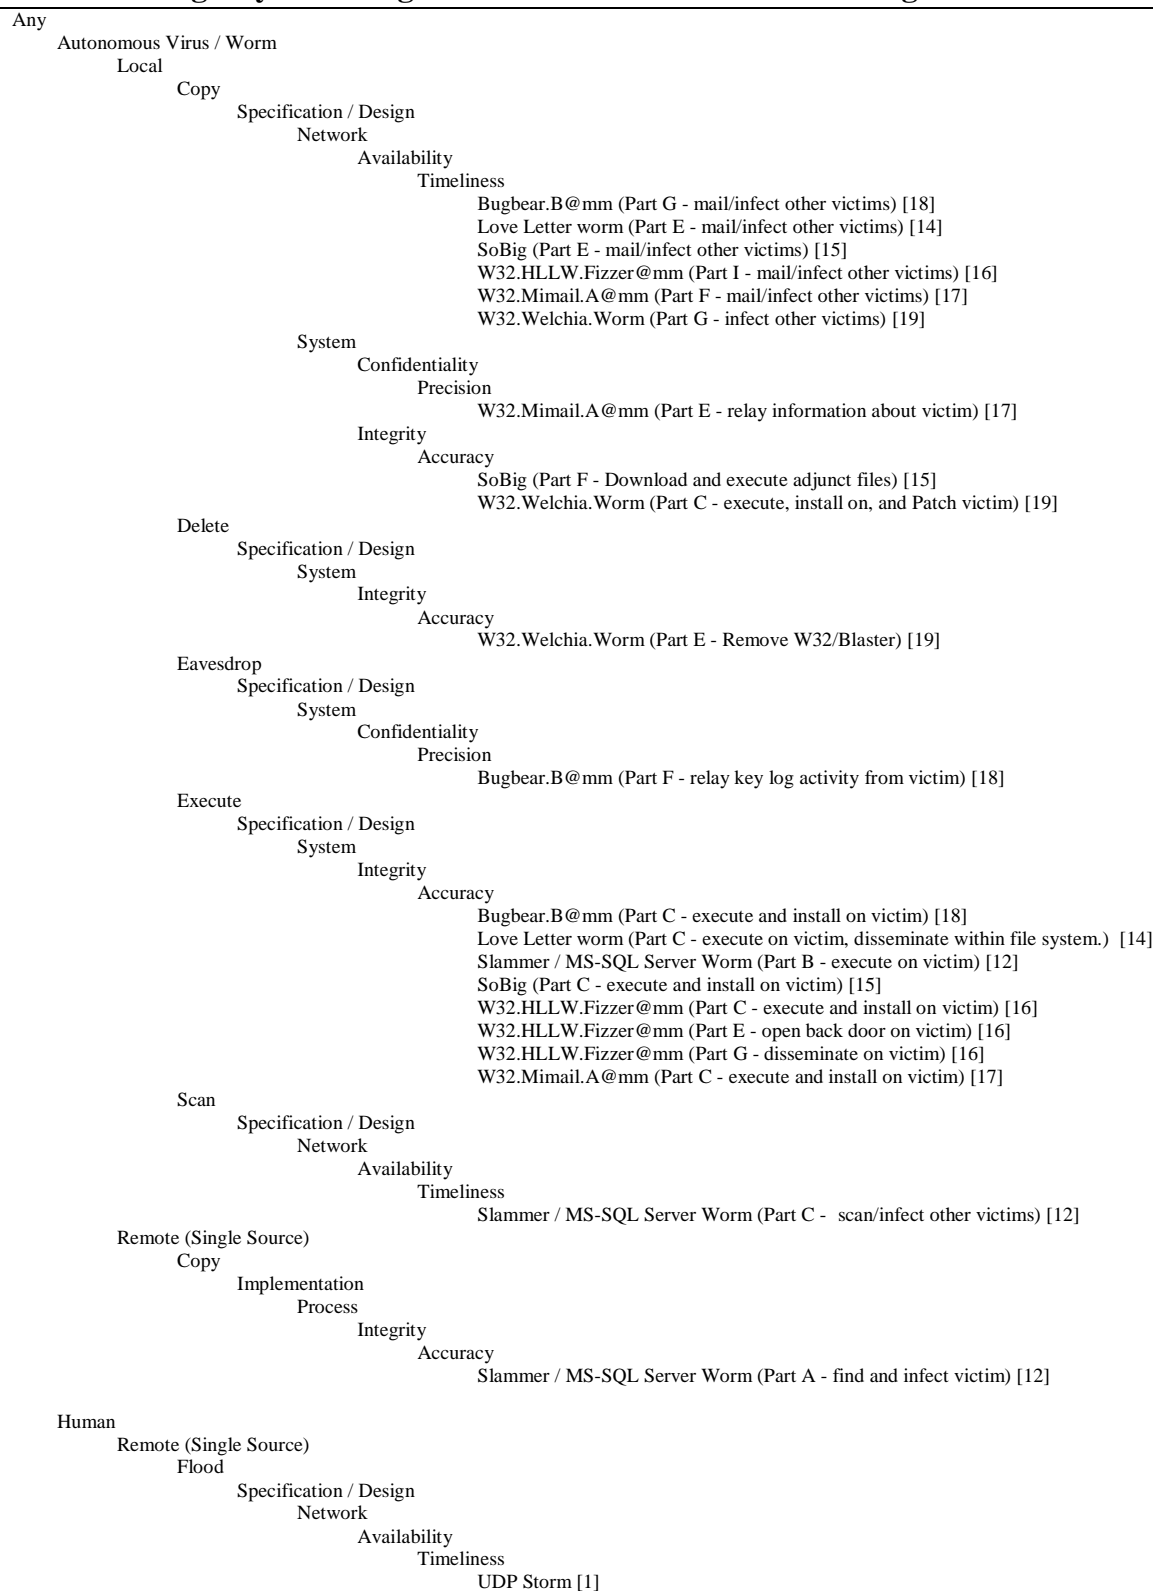 Any
Autonomous Virus / Worm
Local
Copy
Specification / Design
Network
Availability
Timeliness
Bugbear.B@mm (Part G - mail/infect other victims) [18]
Love Letter worm (Part E - mail/infect other victims) [14]
SoBig (Part E - mail/infect other victims) [15]
W32.HLLW.Fizzer@mm (Part I - mail/infect other victims) [16]
W32.Mimail.A@mm (Part F - mail/infect other victims) [17]
W32.Welchia.Worm (Part G - infect other victims) [19]
System
Confidentiality
Precision
W32.Mimail.A@mm (Part E - relay information about victim) [17]
Integrity
Accuracy
SoBig (Part F - Download and execute adjunct files) [15]
W32.Welchia.Worm (Part C - execute, install on, and Patch victim) [19]
Delete
Specification / Design
System
Integrity
Accuracy
W32.Welchia.Worm (Part E - Remove W32/Blaster) [19]
Eavesdrop
Specification / Design
System
Confidentiality
Precision
Bugbear.B@mm (Part F - relay key log activity from victim) [18]
Execute
Specification / Design
System
Integrity
Accuracy
Bugbear.B@mm (Part C - execute and install on victim) [18]
Love Letter worm (Part C - execute on victim, disseminate within file system.) [14]
Slammer / MS-SQL Server Worm (Part B - execute on victim) [12]
SoBig (Part C - execute and install on victim) [15]
W32.HLLW.Fizzer@mm (Part C - execute and install on victim) [16]
W32.HLLW.Fizzer@mm (Part E - open back door on victim) [16]
W32.HLLW.Fizzer@mm (Part G - disseminate on victim) [16]
W32.Mimail.A@mm (Part C - execute and install on victim) [17]
Scan
Specification / Design
Network
Availability
Timeliness
Slammer / MS-SQL Server Worm (Part C - scan/infect other victims) [12]
Remote (Single Source)
Copy
Implementation
Process
Integrity
Accuracy
Slammer / MS-SQL Server Worm (Part A - find and infect victim) [12]
Human
Remote (Single Source)
Flood
Specification / Design
Network
Availability
Timeliness
UDP Storm [1]